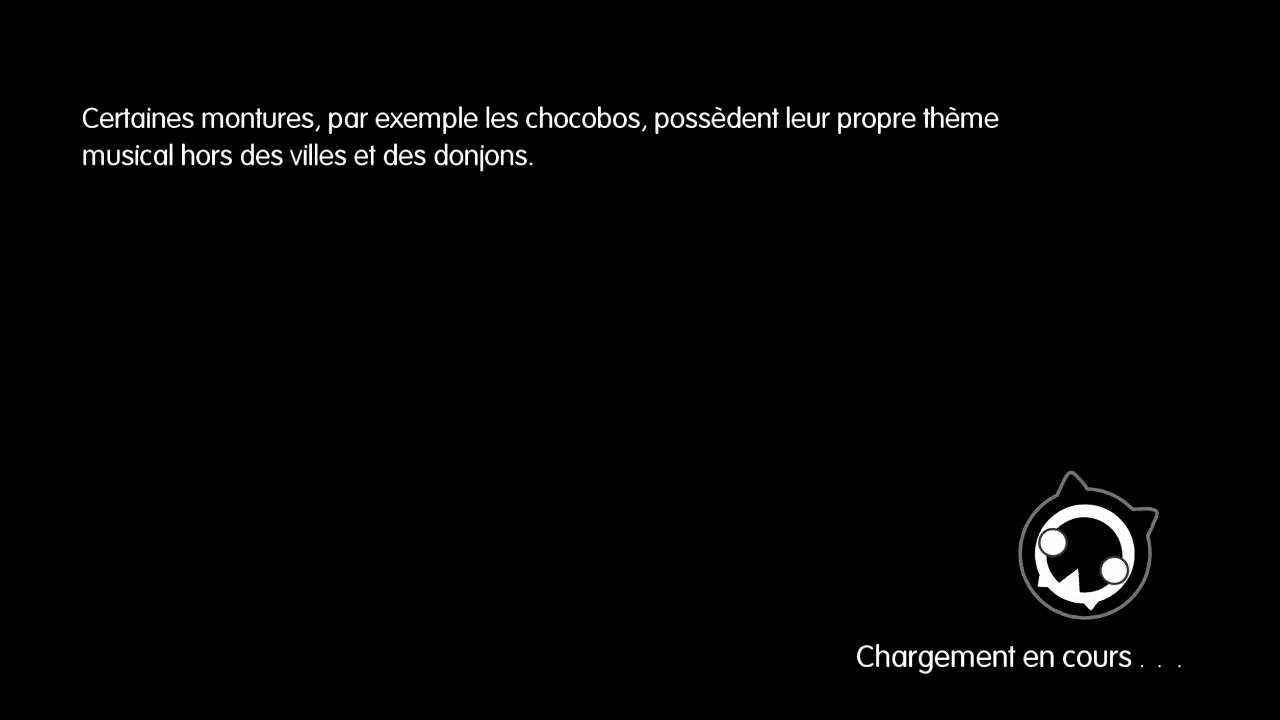 Certaines montures, par exemple les chocobos, possèdent leur propre thème
musical hors des villes et des donjons.
Chargement en cours . . .